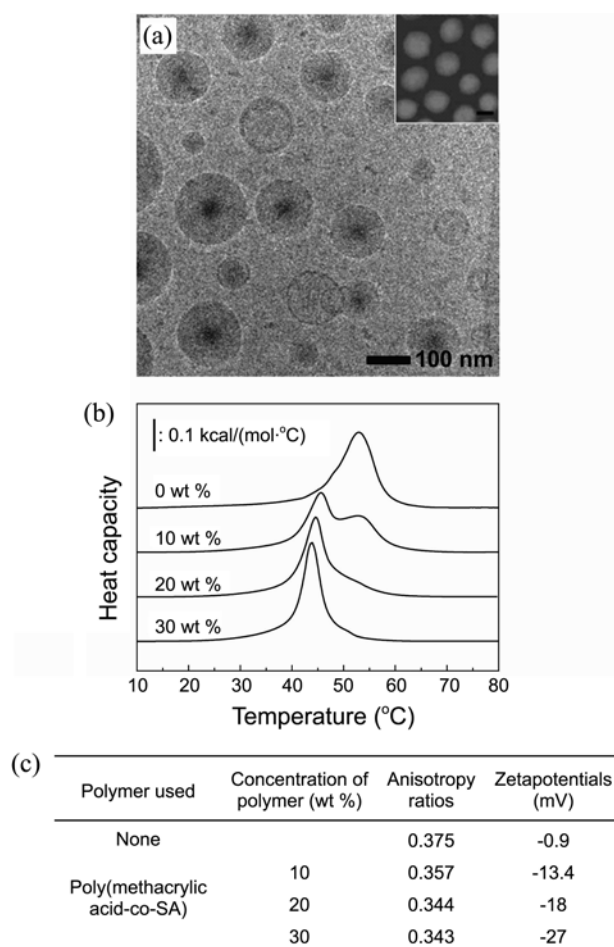 (a)
100 nm
(b)
: 0.1 kcal/(mol·°C)
0 wt %
10 wt %
20 wt %
30 wt %
Heat capacity
10 20 30 40 50 60 70 80
Temperature (°C)
(c)
Polymer used Concentration of polymer (wt %) Anisotropy ratios Zetapotentials (mV)
None 0.375 -0.9
Poly(methacrylic acid-co-SA) 10 0.357 -13.4
20 0.344 -18
30 0.343 -27